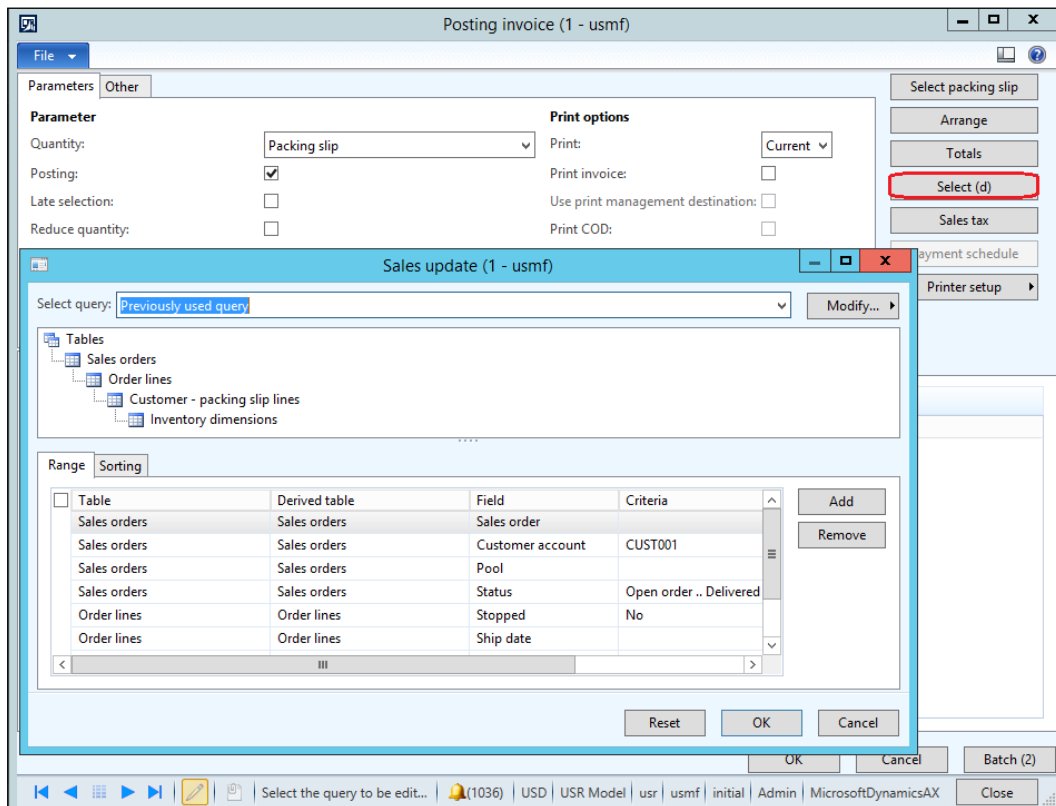 Posting invoice (1 - usmf)
File
Parameters Other
Select packing slip
Parameter Print options
Arrange
Quantity: Packing slip Print: Current
Totals
Posting: Print invoice:
Select (d)
Late selection: Use print management destination:
Sales tax
Reduce quantity: Print COD:
ayment schedule
Printer setup
Sales update (1 - usmf)
Select query: Previously used query Modify...
Tables
Sales orders
Order lines
Customer - packing slip lines
Inventory dimensions
Range Sorting
Table Derived table Field Criteria
Add
Sales orders Sales orders Sales order
Remove
Sales orders Sales orders Customer account CUST001
Sales orders Sales orders Pool
Sales orders Sales orders Status Open order .. Delivered
Order lines Order lines Stopped No
Order lines Order lines Ship date
Reset OK Cancel
OK Cancel Batch (2)
Select the query to be edit... (1036) USD USR Model usr usmf initial Admin MicrosoftDynamicsAX Close